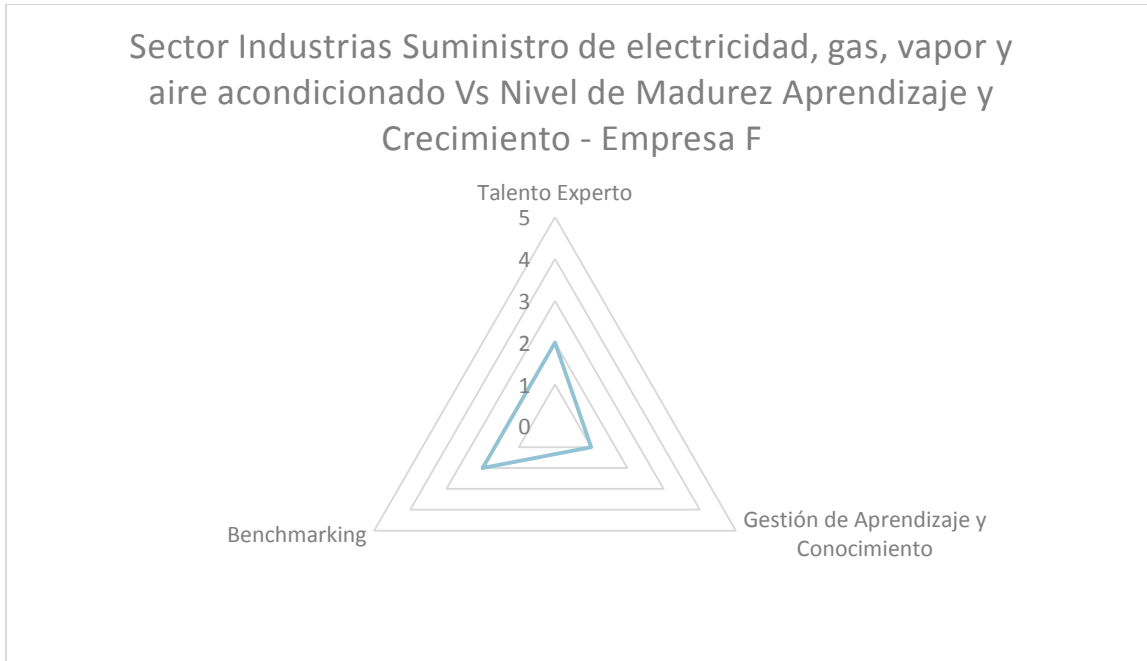 Sector Industrias Suministro de electricidad, gas, vapor y
aire acondicionado Vs Nivel de Madurez Aprendizaje y
Crecimiento - Empresa F
Talento Experto
5
4
3
2
1
0
Benchmarking
Gestión de Aprendizaje y
Conocimiento